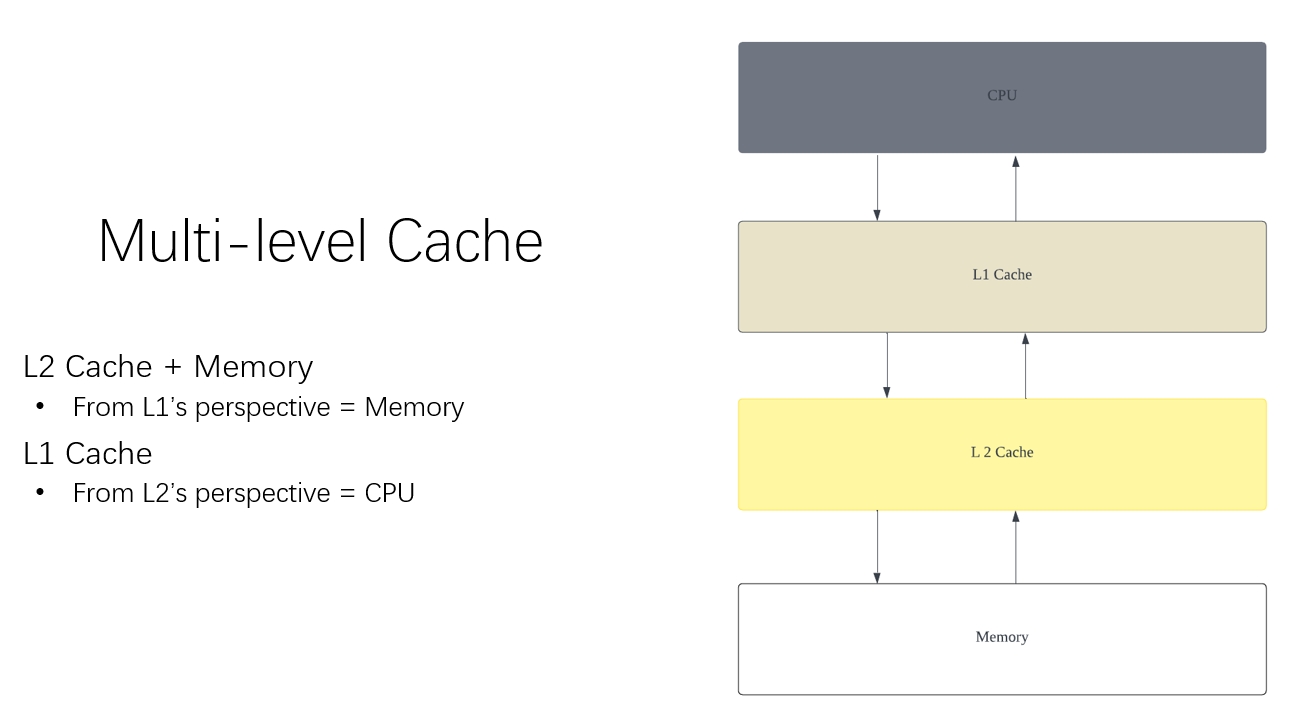 Multi-level Cache
L2 Cache + Memory
• From L1’s perspective = Memory
L1 Cache
• From L2’s perspective = CPU
CPU
L1 Cache
L 2 Cache
Memory